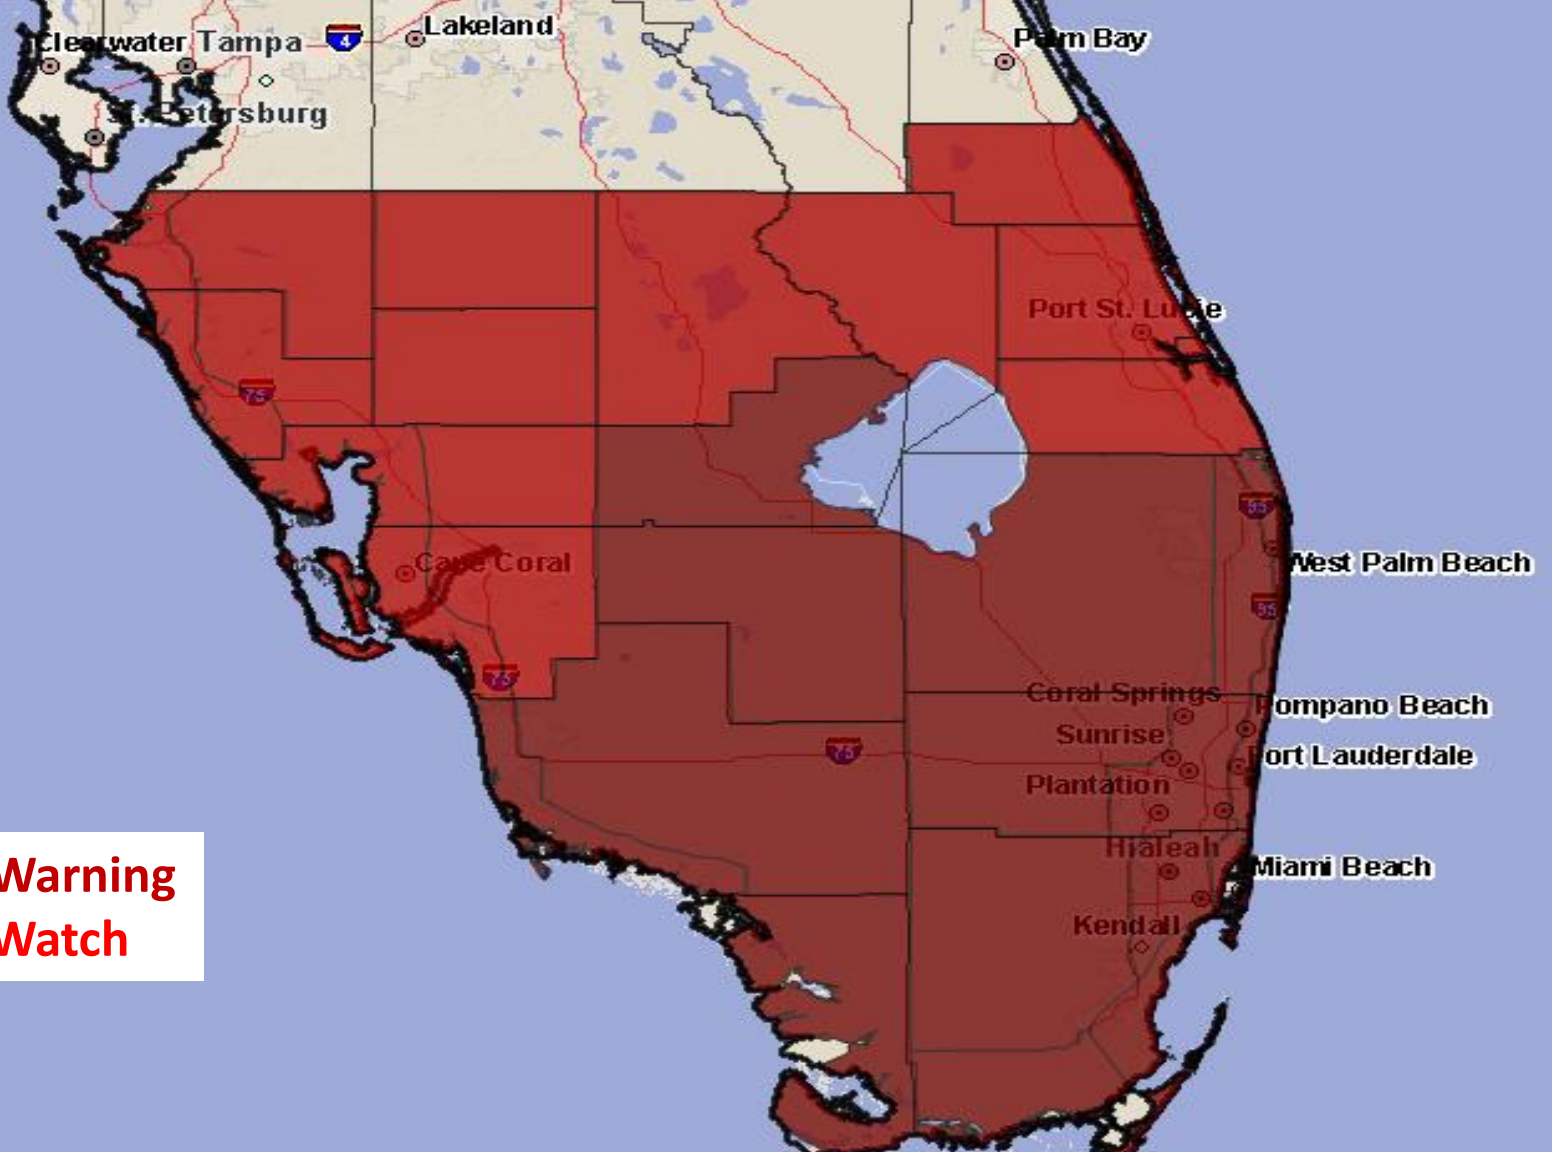 Lakeland
Palm Bay
Clearwater Tampa
4
St. Petersburg
Port St. Lucie
75
95
Cape Coral
West Palm Beach
95
75
Coral Springs
Pompano Beach
Sunrise
75
Fort Lauderdale
Plantation
Hialeah
Miami Beach
Warning
Kendall
Watch